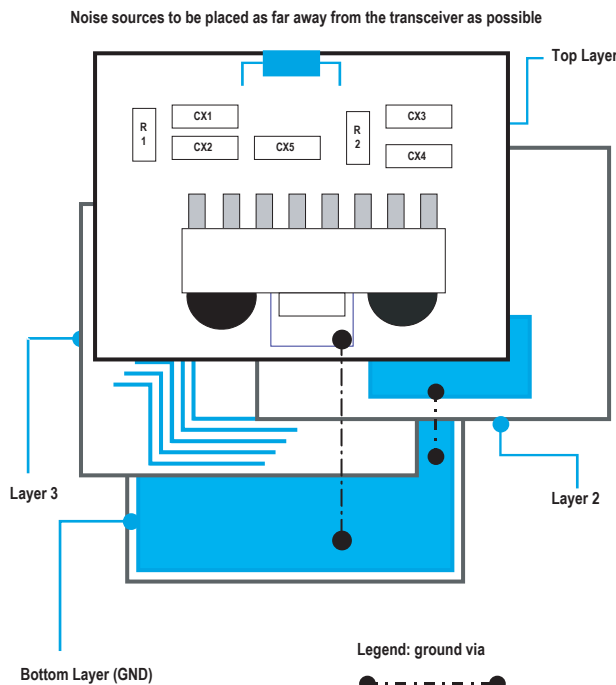 Noise sources to be placed as far away from the transceiver as possible
Top Layer
CX1
CX3
R
1
R
2
CX2
CX5
CX4
Layer 3
Layer 2
Bottom Layer (GND)
Legend: ground via